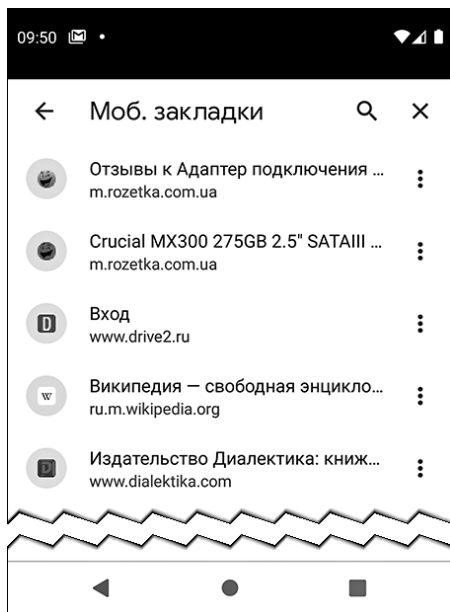 09:50
Моб. закладки
Отзывы к Адаптер подключения ...
m.rozetka.com.ua
Crucial MX300 275GB 2.5" SATAIII ...
m.rozetka.com.ua
D
Вход
www.drive2.ru
W
Википедия — свободная энцикло...
ru.m.wikipedia.org
D
Издательство Диалектика: книж...
www.dialektika.com